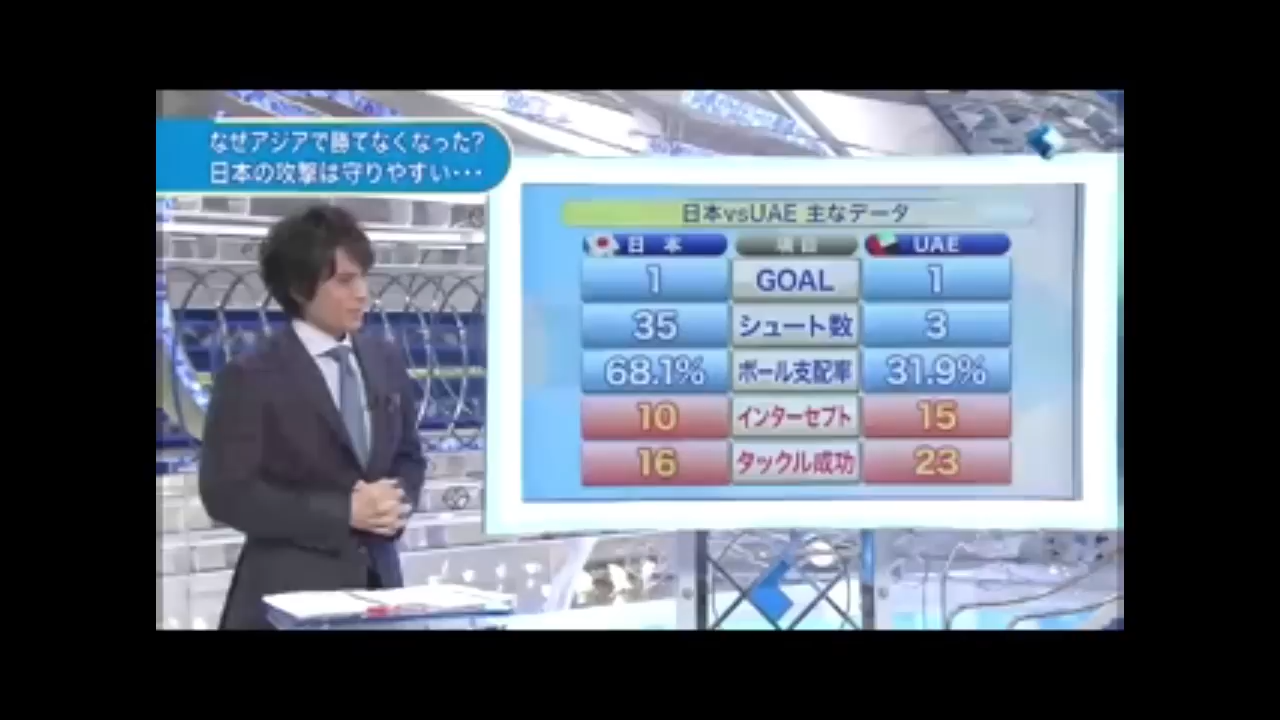 なぜアジアで勝てなくなった?
日本の攻撃は守りやすい・・・
日本vsUAE 主なデータ
日本 項目 UAE
1 GOAL 1
35 シュート数 3
68.1% ボール支配率 31.9%
10 インターセプト 15
16 タックル成功 23